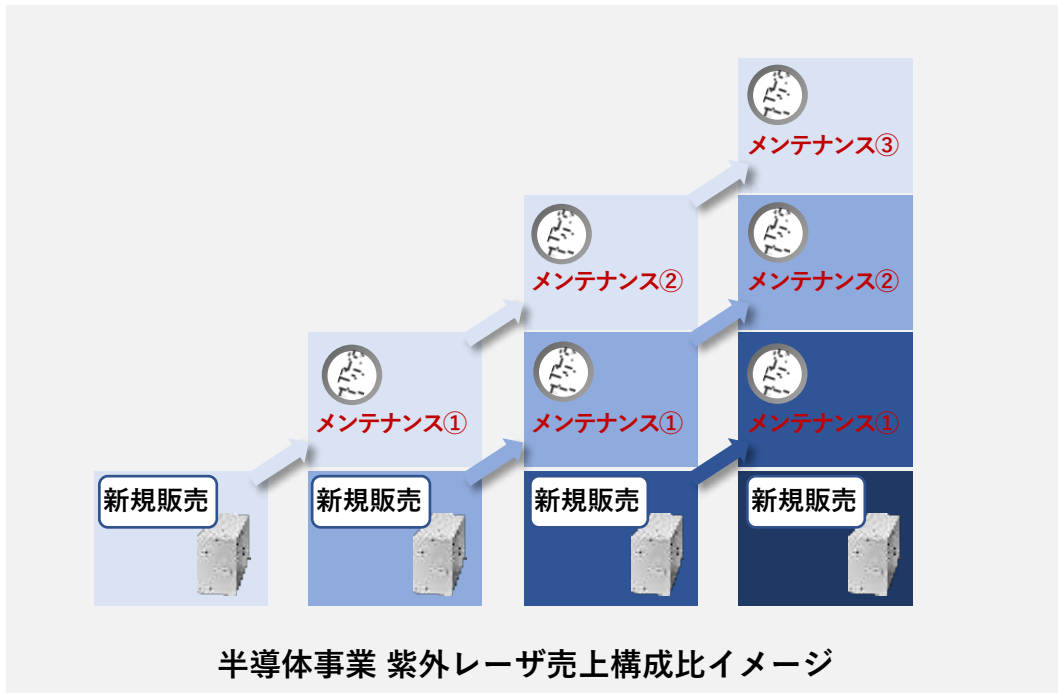 メンテナンス③
メンテナンス②
メンテナンス②
メンテナンス①
メンテナンス①
メンテナンス①
新規販売
新規販売
新規販売
新規販売
半導体事業 紫外レーザ売上構成比イメージ